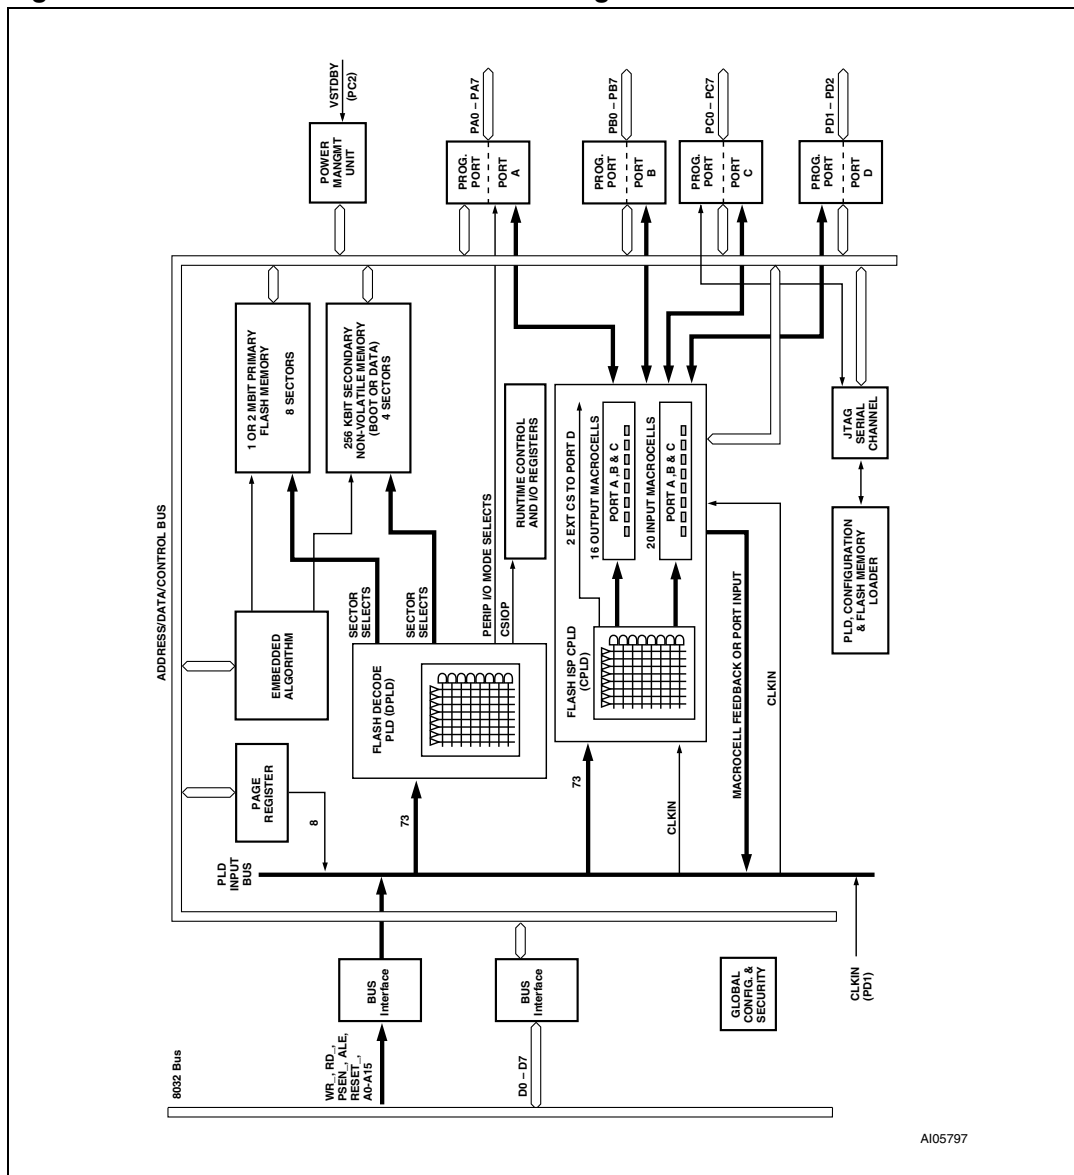 8032 Bus
WR_, RD_,
PSEN_, ALE,
RESET_,
A0-A15
D0 – D7
BUS
Interface
BUS
Interface
GLOBAL
CONFIG. &
SECURITY
CLKIN
(PD1)
PLD
INPUT
BUS
ADDRESS/DATA/CONTROL BUS
PAGE
REGISTER
8
73
73
CLKIN
CLKIN
MACROCELL FEEDBACK OR PORT INPUT
EMBEDDED
ALGORITHM
FLASH DECODE
PLD (DPLD)
SECTOR
SELECTS
SECTOR
SELECTS
PERIP I/O MODE SELECTS
CSIOP
FLASH ISP CPLD
(CPLD)
2 EXT CS TO PORT D
16 OUTPUT MACROCELLS
PORT A,B & C
20 INPUT MACROCELLS
PORT A,B & C
1 OR 2 MBIT PRIMARY
FLASH MEMORY
8 SECTORS
256 KBIT SECONDARY
NON-VOLATILE MEMORY
(BOOT OR DATA)
4 SECTORS
RUNTIME CONTROL
AND I/O REGISTERS
PLD, CONFIGURATION
& FLASH MEMORY
LOADER
JTAG
SERIAL
CHANNEL
POWER
MANGMT
UNIT
VSTDBY
(PC2)
PROG.
PORT
PORT
A
PA0 – PA7
PROG.
PORT
PORT
B
PB0 – PB7
PROG.
PORT
PORT
C
PC0 – PC7
PROG.
PORT
PORT
D
PD1 – PD2
AI05797